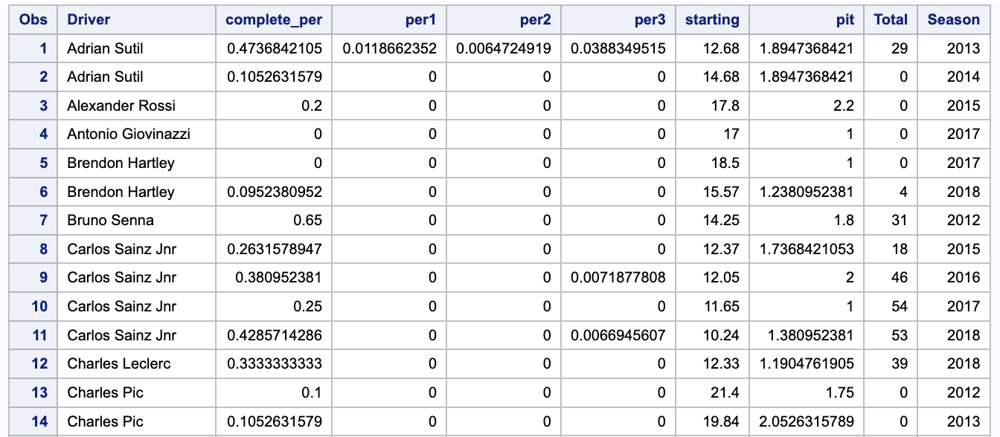 Obs Driver complete_per per1 per2 per3 starting pit Total Season
1 Adrian Sutil 0.4736842105 0.0118662352 0.0064724919 0.0388349515 12.68 1.8947368421 29 2013
2 Adrian Sutil 0.1052631579 0 0 0 14.68 1.8947368421 0 2014
3 Alexander Rossi 0.2 0 0 0 17.8 2.2 0 2015
4 Antonio Giovinazzi 0 0 0 0 17 1 0 2017
5 Brendon Hartley 0 0 0 0 18.5 1 0 2017
6 Brendon Hartley 0.0952380952 0 0 0 15.57 1.2380952381 4 2018
7 Bruno Senna 0.65 0 0 0 14.25 1.8 31 2012
8 Carlos Sainz Jnr 0.2631578947 0 0 0 12.37 1.7368421053 18 2015
9 Carlos Sainz Jnr 0.380952381 0 0 0.0071877808 12.05 2 46 2016
10 Carlos Sainz Jnr 0.25 0 0 0 11.65 1 54 2017
11 Carlos Sainz Jnr 0.4285714286 0 0 0.0066945607 10.24 1.380952381 53 2018
12 Charles Leclerc 0.3333333333 0 0 0 12.33 1.1904761905 39 2018
13 Charles Pic 0.1 0 0 0 21.4 1.75 0 2012
14 Charles Pic 0.1052631579 0 0 0 19.84 2.0526315789 0 2013